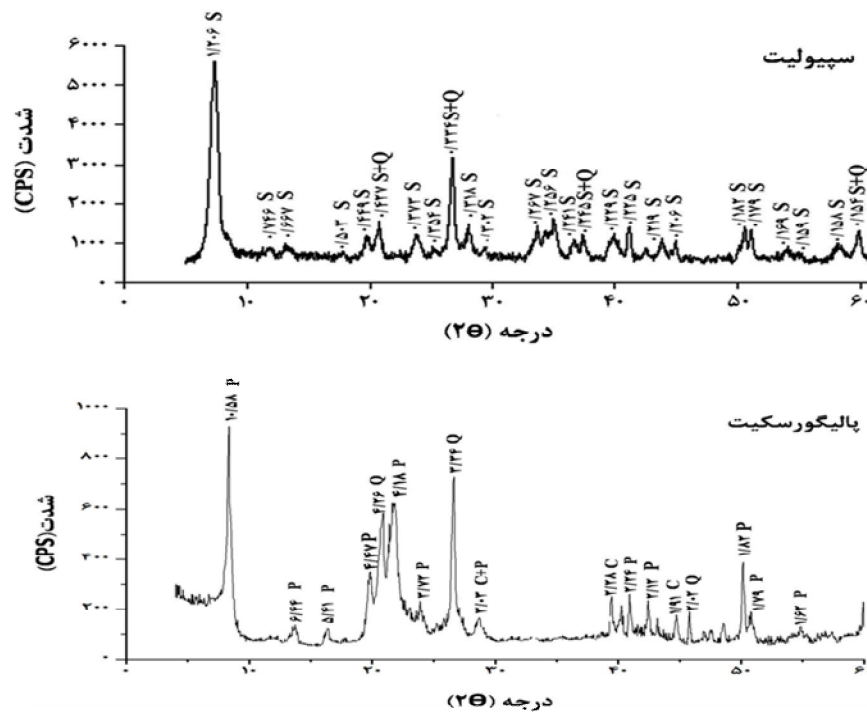 سپیولیت
شدت (CPS)
۶۰۰۰
۵۰۰۰
۴۰۰۰
۳۰۰۰
۲۰۰۰
۱۰۰۰
۰
۱/۲۰۶ S
۰/۷۴۶ S
۰/۶۶۷ S
۰/۵۰۳ S
۰/۴۴۹ S
۰/۴۲۷ S+Q
۰/۳۷۳ S
۰/۳۵۴ S
۰/۳۳۴ S+Q
۰/۳۱۸ S
۰/۳۰۲ S
۰/۲۶۷ S
۰/۲۵۶ S
۰/۲۴۱ S
۰/۲۴۵ S+Q
۰/۲۲۹ S
۰/۲۲۵ S
۰/۲۱۹ S
۰/۲۰۶ S
۰/۱۸۲ S
۰/۱۷۹ S
۰/۱۶۹ S
۰/۱۵۹ S
۰/۱۵۸ S
۰/۱۵۴ S+Q
۰ ۱۰ ۲۰ ۳۰ ۴۰ ۵۰ ۶۰
درجه (۲Ө)
پالیگورسکیت
شدت(CPS)
۱۰۰۰
۸۰۰
۶۰۰
۴۰۰
۲۰۰
۰
۱۰/۵۸ P
۶/۴۴ P
۵/۴۱ P
۴/۴۷ P
۴/۲۶ Q
۴/۱۸ P
۳/۷۲ P
۳/۳۴ Q
۳/۰۳ C+P
۲/۲۸ C
۲/۲۴ P
۲/۱۲ P
۱/۹۱ C
۲/۰۲ Q
۱/۸۲ P
۱/۷۹ P
۱/۶۲ P
۰ ۱۰ ۲۰ ۳۰ ۴۰ ۵۰
درجه (۲Ө)